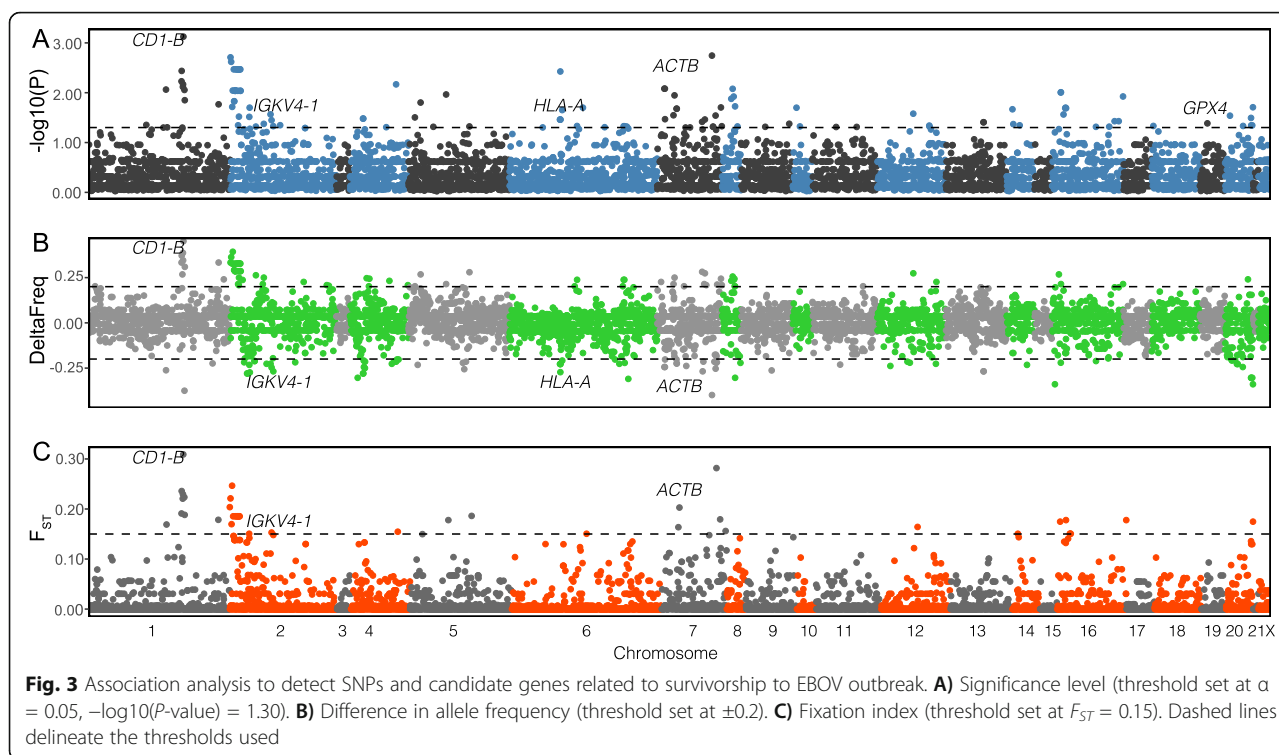 A
CD1-B
IGKV4-1
HLA-A
ACTB
GPX4
3.00
2.00
1.00
0.00
-log10(P)
B
CD1-B
IGKV4-1
HLA-A
ACTB
0.25
0.00
-0.25
DeltaFreq
C
CD1-B
IGKV4-1
ACTB
0.30
0.20
0.10
0.00
FST
1 2 3 4 5 6 7 8 9 10 11 12 13 14 15 16 17 18 19 20 21X
Chromosome
Fig. 3 Association analysis to detect SNPs and candidate genes related to survivorship to EBOV outbreak. A) Significance level (threshold set at α
= 0.05, −log10(P-value) = 1.30). B) Difference in allele frequency (threshold set at ±0.2). C) Fixation index (threshold set at FST = 0.15). Dashed lines
delineate the thresholds used